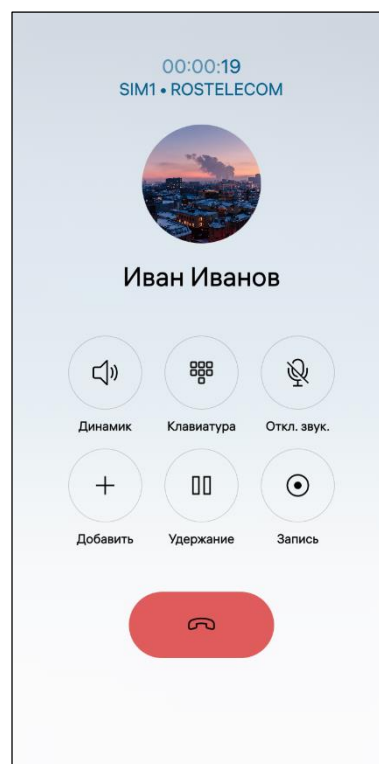 00:00:19
SIM1 • ROSTELECOM
Иван Иванов
Динамик Клавиатура Откл. звук.
Добавить Удержание Запись